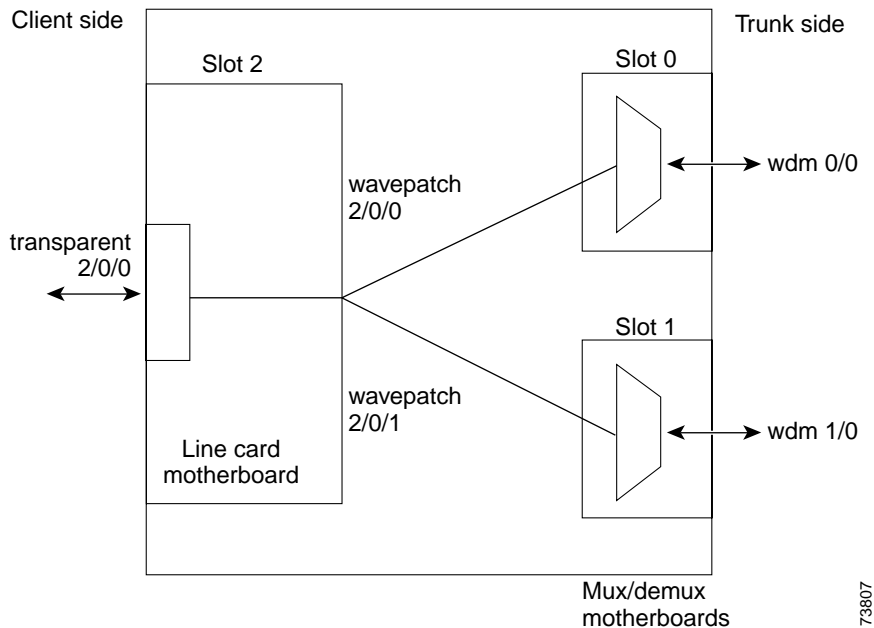 Client side
Trunk side
Slot 2
Slot 0
wavepatch
2/0/0
wdm 0/0
transparent
2/0/0
Slot 1
wavepatch
2/0/1
wdm 1/0
Line card
motherboard
Mux/demux
motherboards
73807